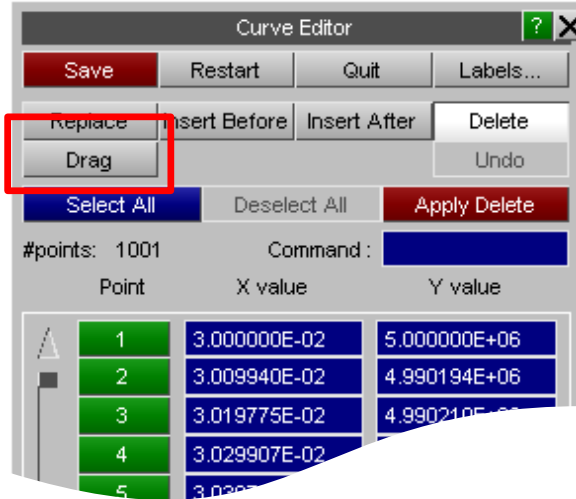 Curve Editor ? X
Save Restart Quit Labels...
Replace Insert Before Insert After Delete
Drag Undo
Select All Deselect All Apply Delete
#points: 1001 Command :
Point X value Y value
1 3.000000E-02 5.000000E+06
2 3.009940E-02 4.990194E+06
3 3.019775E-02
4 3.029907E-02
5